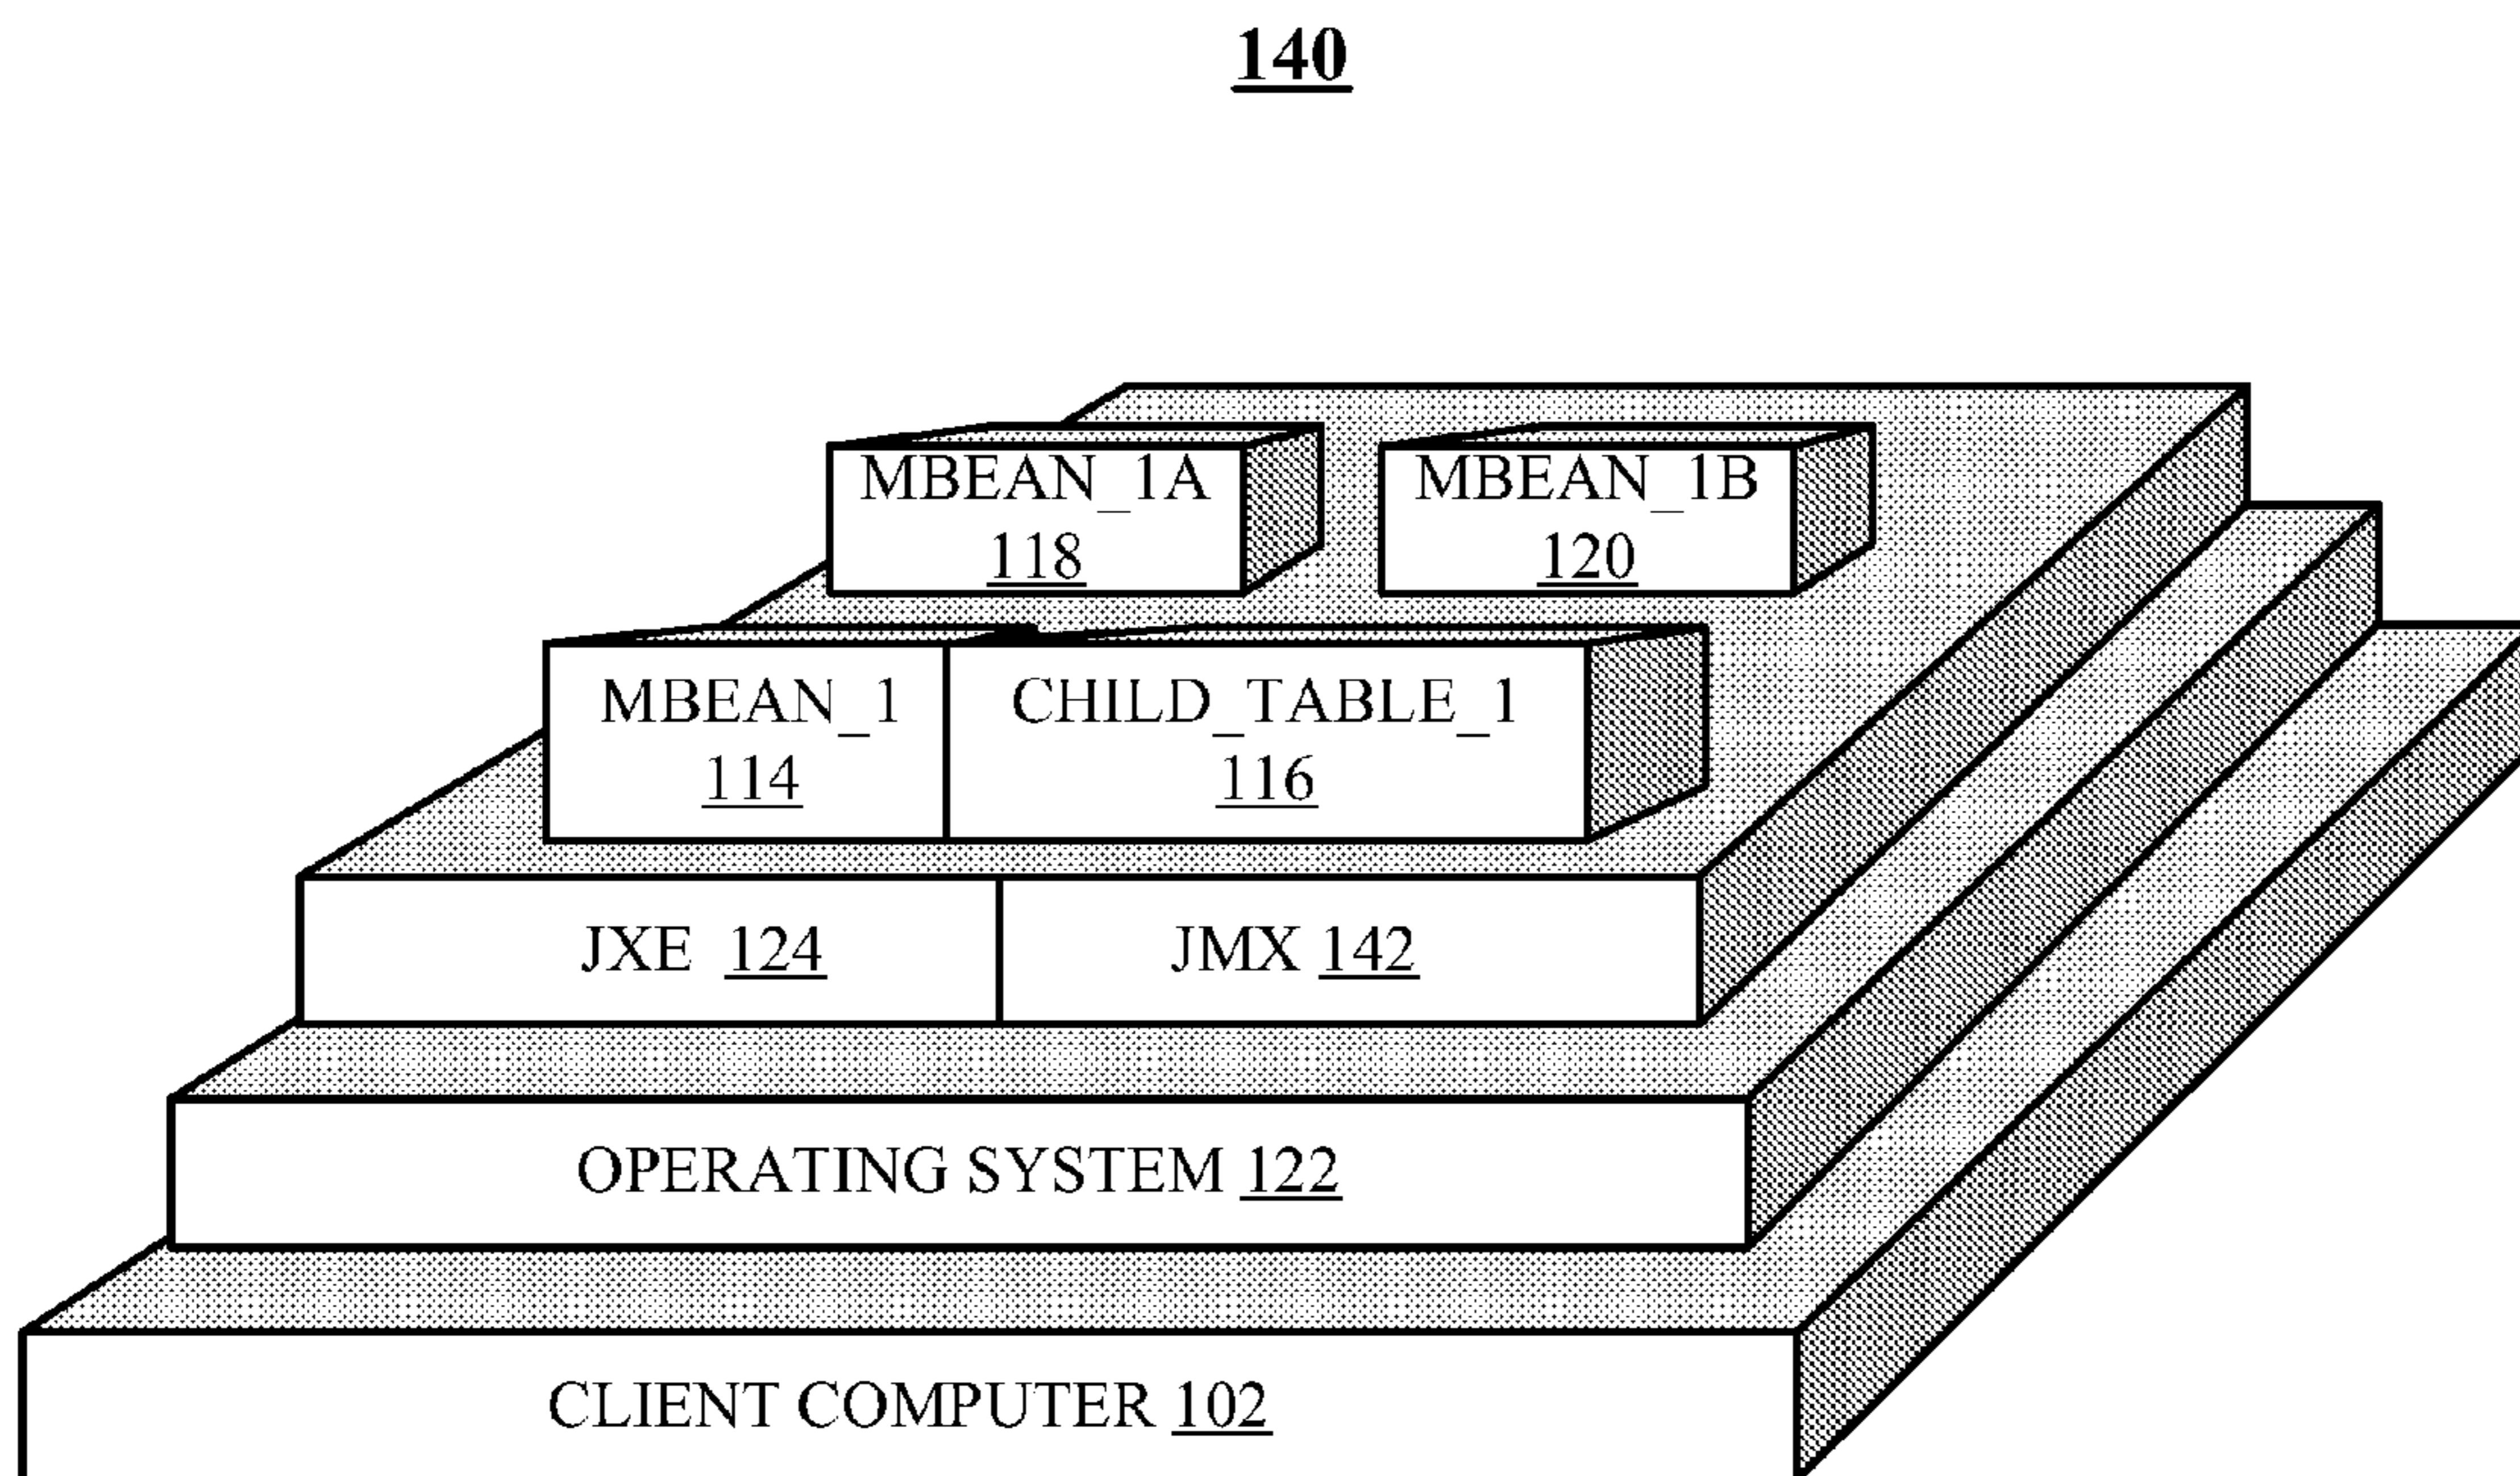 140
MBEAN_1A
118
MBEAN_1B
120
MBEAN_1
114
CHILD_TABLE_1
116
JXE 124
JMX 142
OPERATING SYSTEM 122
CLIENT COMPUTER 102